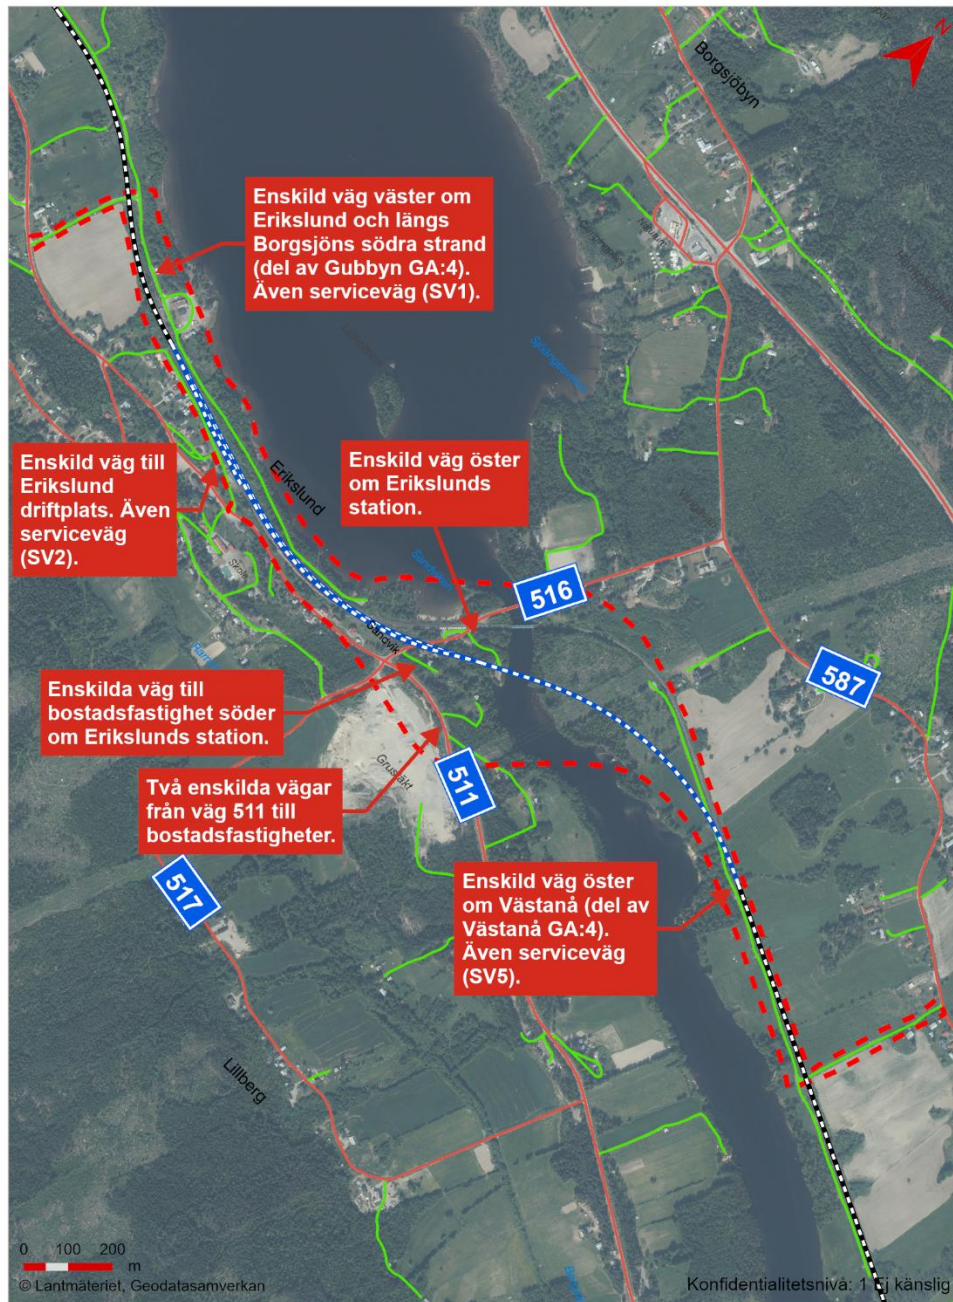 N
Borgsjöbyn
Enskild väg väster om
Erikslund och längs
Borgsjöns södra strand
(del av Gubbyn GA:4).
Även serviceväg (SV1).
Enskild väg till
Erikslund
driftplats. Även
serviceväg
(SV2).
Erikslund
Enskild väg öster
om Erikslunds
station.
Skola
516
Sandvik
587
Enskilda väg till
bostadsfastighet söder
om Erikslunds station.
Grustäkt
Två enskilda vägar
från väg 511 till
bostadsfastigheter.
511
517
Enskild väg öster
om Västanå (del av
Västanå GA:4).
Även serviceväg
(SV5).
Lillberg
0 100 200
m
© Lantmäteriet, Geodatasamverkan
Konfidentialitetsnivå: 1 Ej känslig